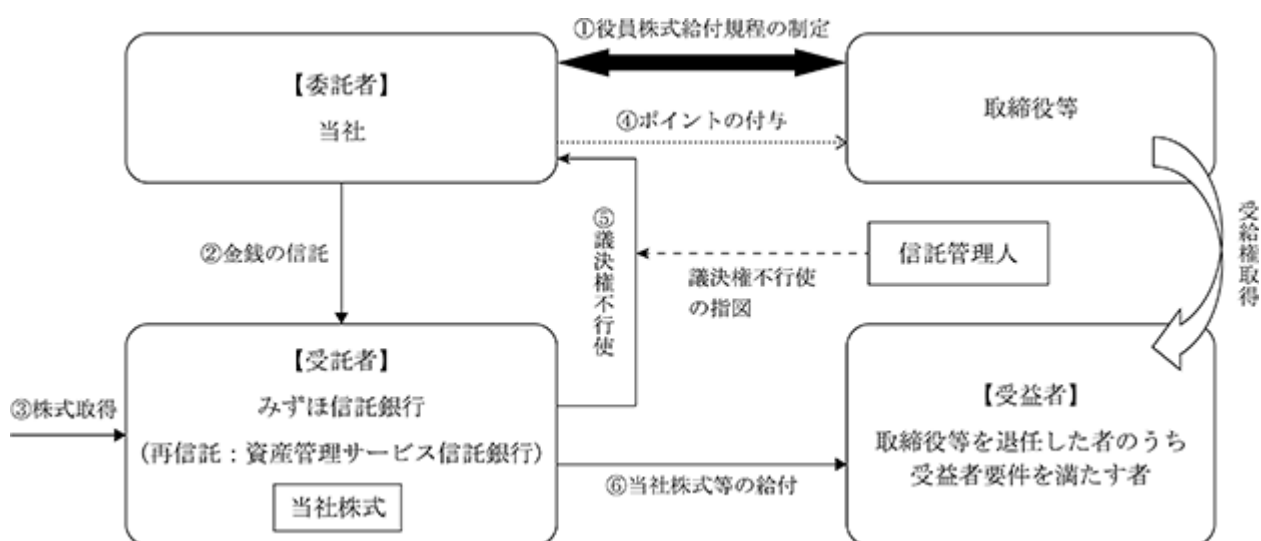 ①役員株式給付規程の制定
【委託者】
当社
取締役等
④ポイントの付与
②金銭の信託
⑤議決権不行使
信託管理人
議決権不行使
の指図
受給権取得
【受託者】
みずほ信託銀行
(再信託：資産管理サービス信託銀行)
当社株式
③株式取得
⑥当社株式等の給付
【受益者】
取締役等を退任した者のうち
受益者要件を満たす者